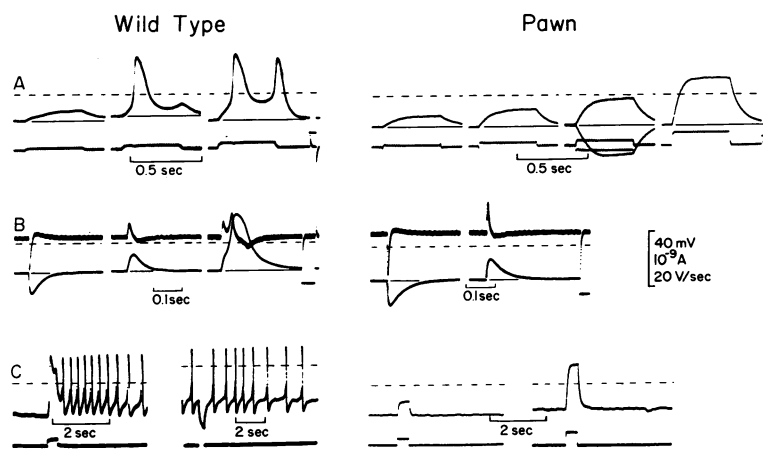 Wild Type
Pawn
A
0.5 sec
0.5 sec
B
0.1sec
0.1sec
40 mV
10⁻⁹A
20 V/sec
C
2 sec
2 sec
2 sec